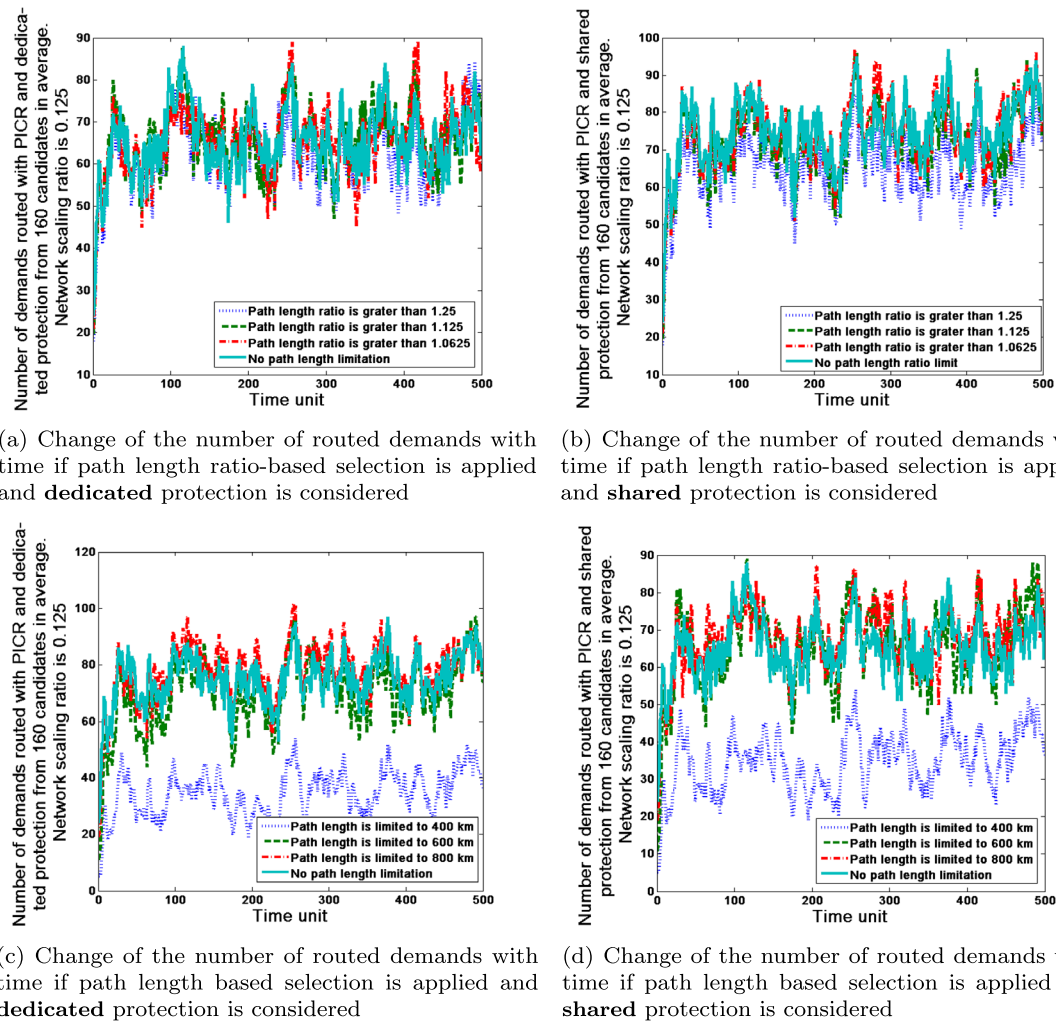 Number of demands routed with PICR and dedica-
ted protection from 160 candidates in average.
Network scaling ratio is 0.125
90
80
70
60
50
40
30
20
10
0
100
200
300
400
500
Time unit
Path length ratio is grater than 1.25
Path length ratio is grater than 1.125
Path length ratio is grater than 1.0625
No path length limitation
(a) Change of the number of routed demands with
time if path length ratio-based selection is applied
and dedicated protection is considered
Number of demands routed with PICR and shared
protection from 160 candidates in average.
Network scaling ratio is 0.125
100
90
80
70
60
50
40
30
20
10
0
100
200
300
400
500
Time unit
Path length ratio is grater than 1.25
Path length ratio is grater than 1.125
Path length ratio is grater than 1.0625
No path length ratio limit
(b) Change of the number of routed demands
time if path length ratio-based selection is app
and shared protection is considered
Number of demands routed with PICR and dedica-
ted protection from 160 candidates in average.
Network scaling ratio is 0.125
120
100
80
60
40
20
0
0
100
200
300
400
500
Time unit
Path length is limited to 400 km
Path length is limited to 600 km
Path length is limited to 800 km
No path length limitation
(c) Change of the number of routed demands with
time if path length based selection is applied and
dedicated protection is considered
Number of demands routed with PICR and shared
protection from 160 candidates in average.
Network scaling ratio is 0.125
90
80
70
60
50
40
30
20
10
0
0
100
200
300
400
500
Time unit
Path length is limited to 400 km
Path length is limited to 600 km
Path length is limited to 800 km
No path length limitation
(d) Change of the number of routed demands
time if path length based selection is applied
shared protection is considered